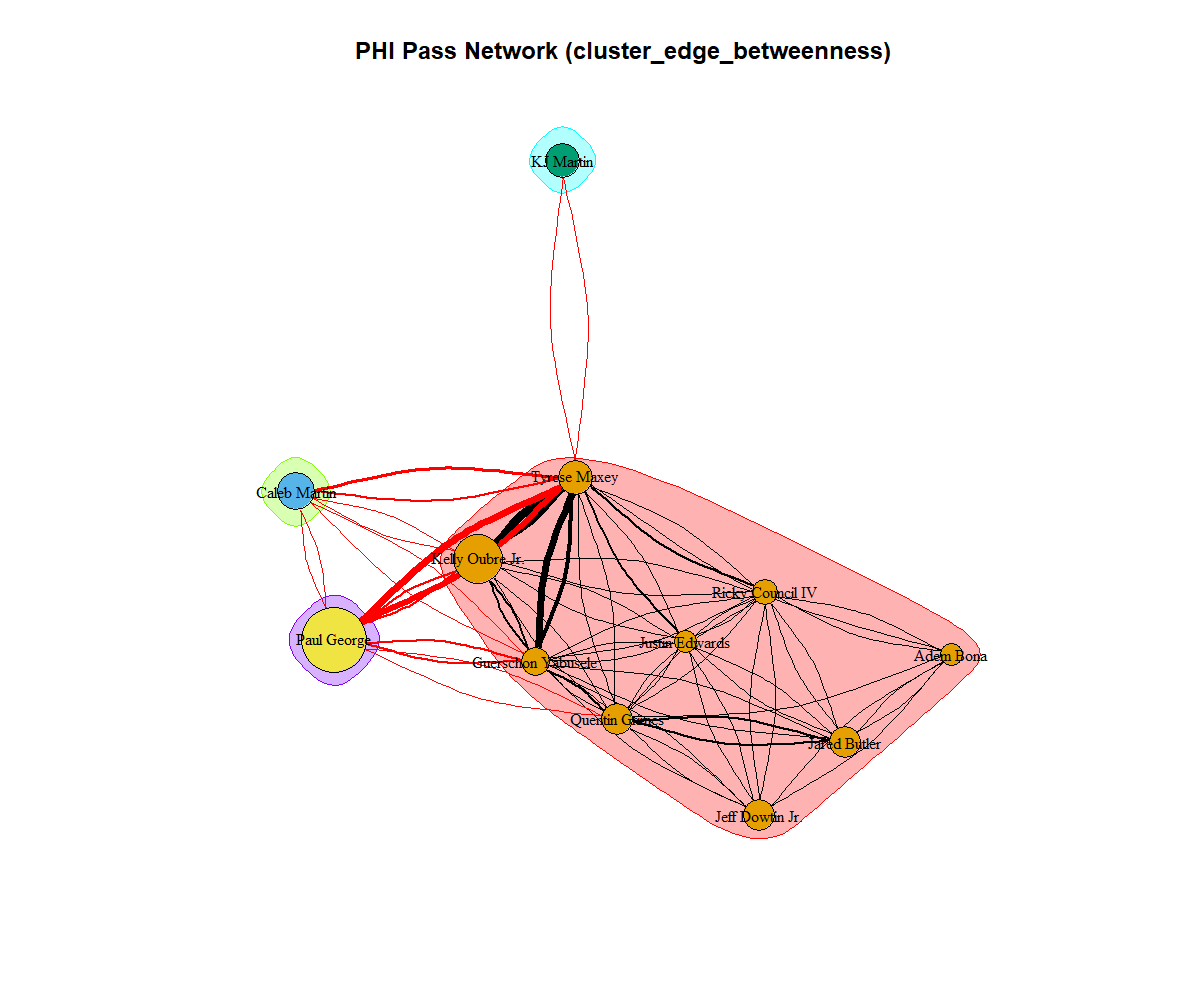 PHI Pass Network (cluster_edge_betweenness)
KJ Martin
Tyrese Maxey
Caleb Martin
Kelly Oubre Jr.
Ricky Council IV
Paul George
Justin Edwards
Adem Bona
Guerschon Yabusele
Quentin Grimes
Jared Butler
Jeff Dowtin Jr.